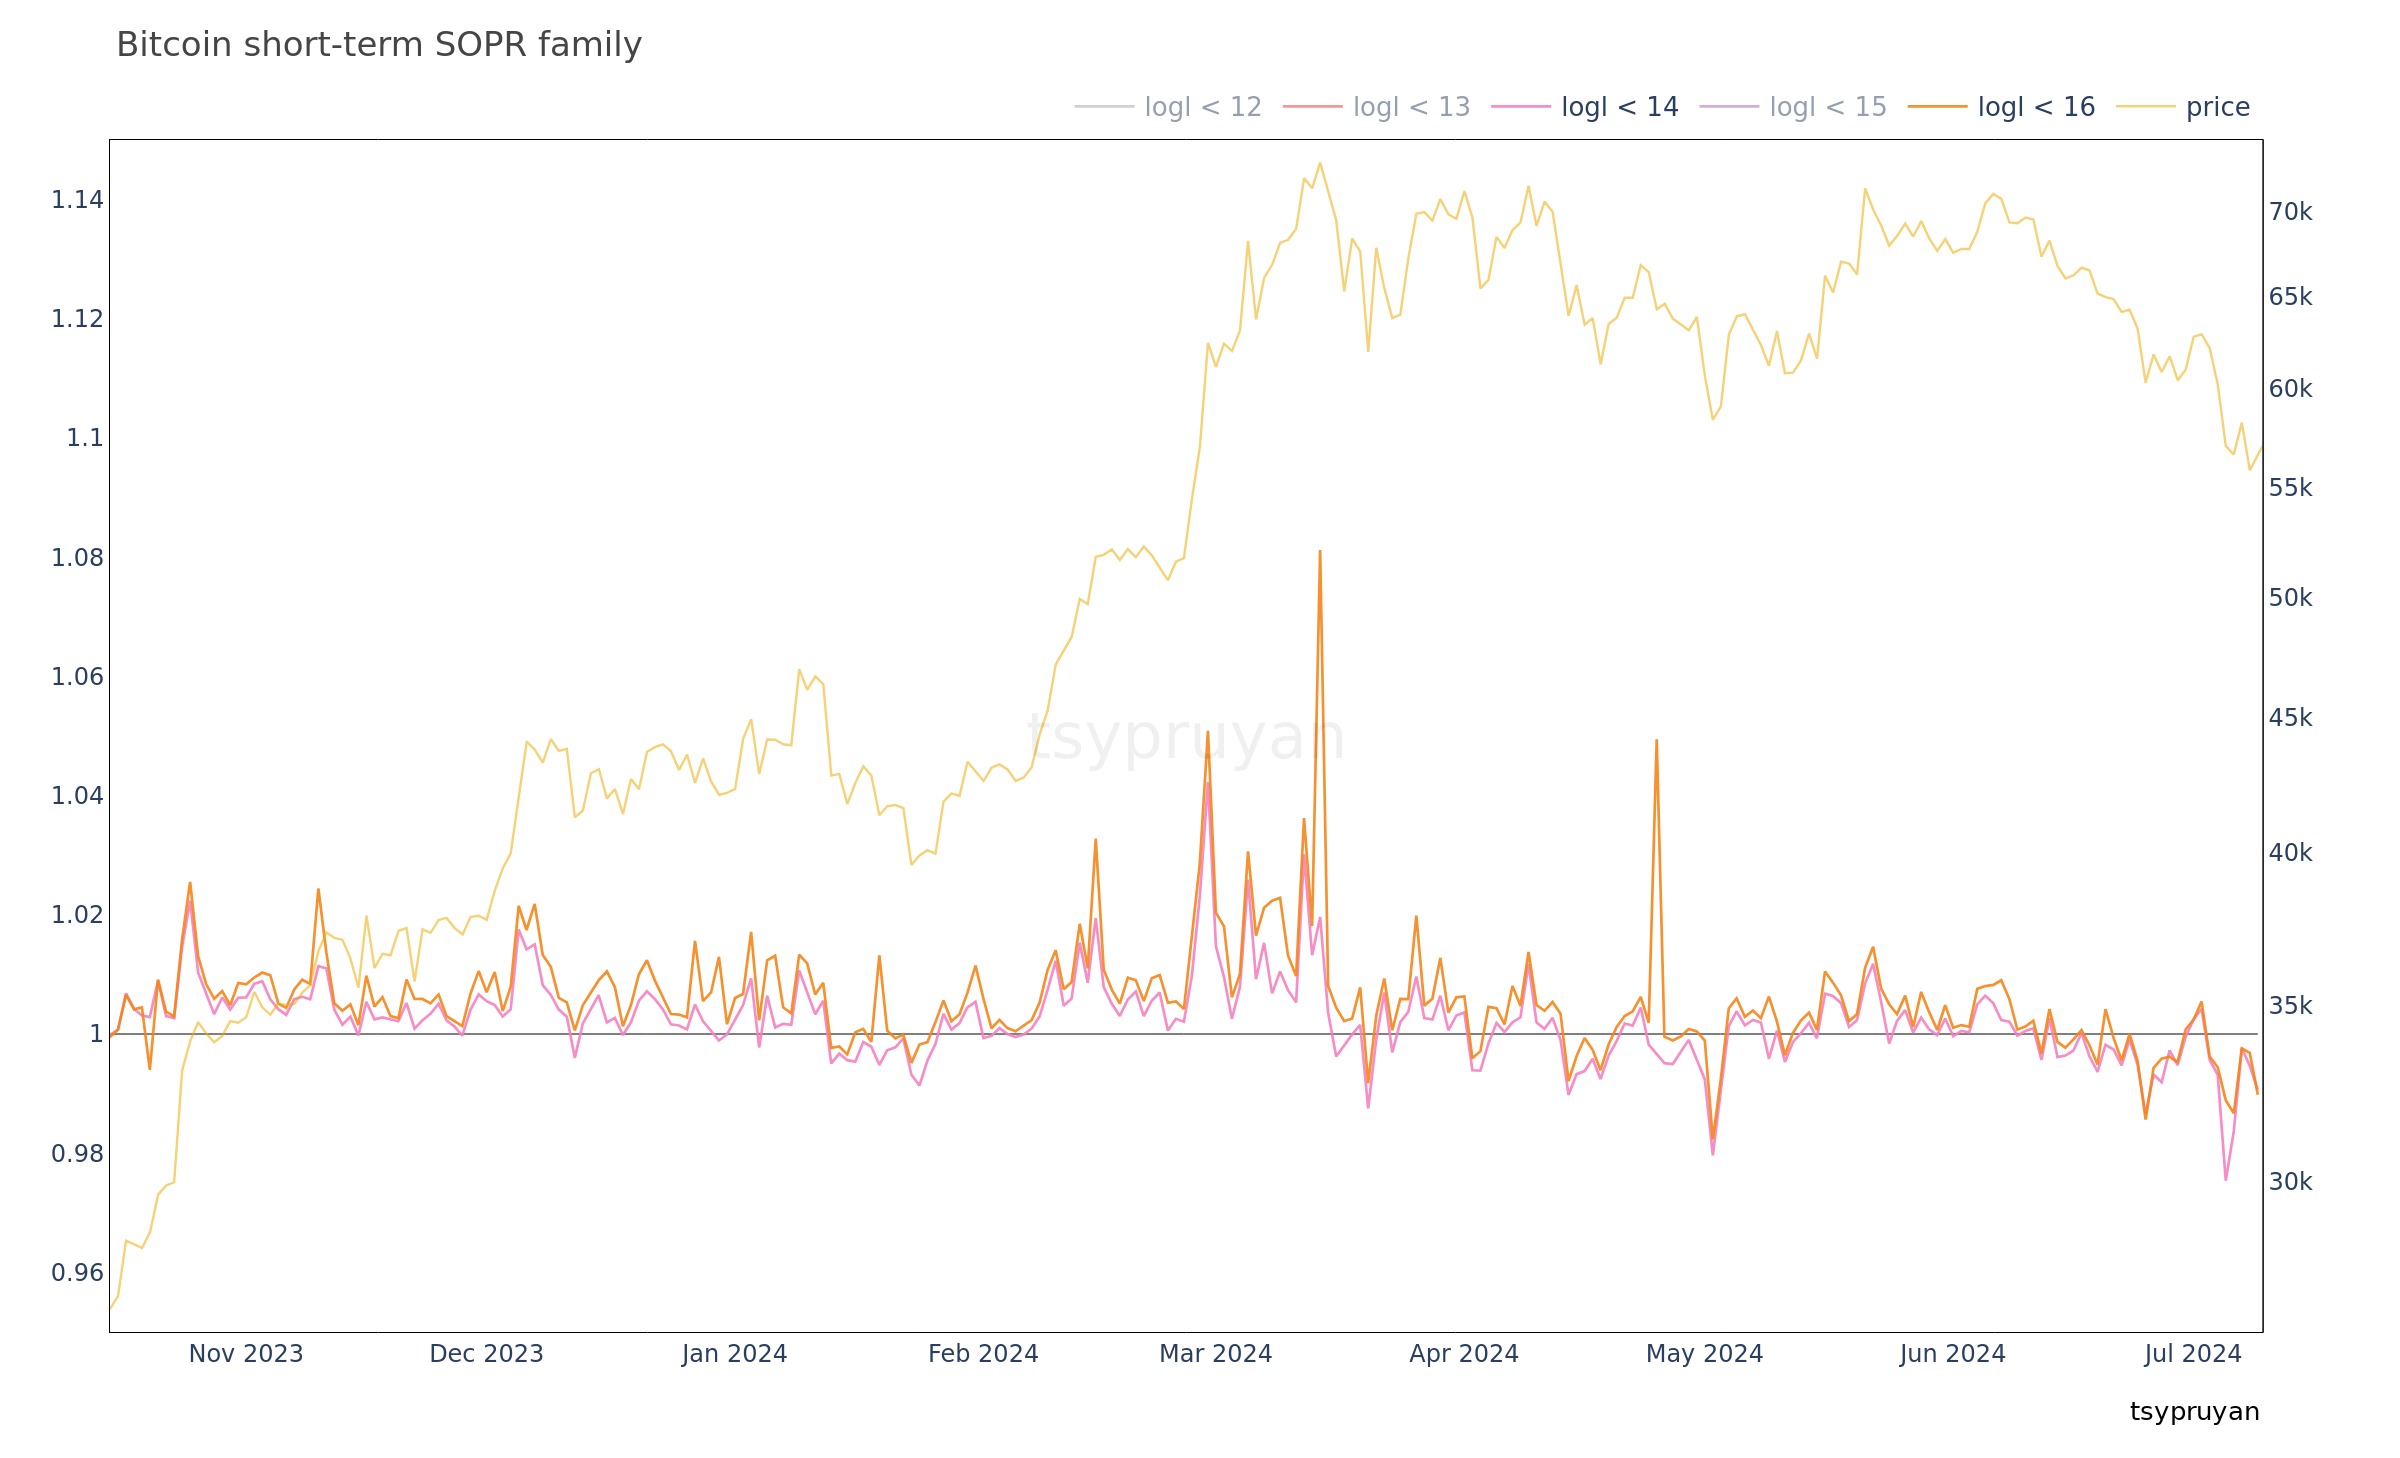 Bitcoin short-term SOPR family
logl < 12 logl < 13 logl < 14 logl < 15 logl < 16 price
1.14
1.12
1.1
1.08
1.06
1.04
1.02
1
0.98
0.96
70k
65k
60k
55k
50k
45k
40k
35k
30k
tsypruyan
Nov 2023 Dec 2023 Jan 2024 Feb 2024 Mar 2024 Apr 2024 May 2024 Jun 2024 Jul 2024
tsypruyan